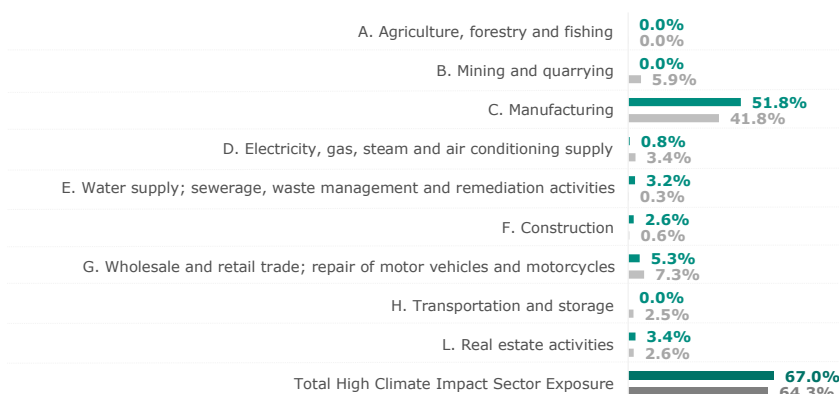 A. Agriculture, forestry and fishing 0.0%
0.0%
B. Mining and quarrying 0.0%
5.9%
C. Manufacturing 51.8%
41.8%
D. Electricity, gas, steam and air conditioning supply 0.8%
3.4%
E. Water supply; sewerage, waste management and remediation activities 3.2%
0.3%
F. Construction 2.6%
0.6%
G. Wholesale and retail trade; repair of motor vehicles and motorcycles 5.3%
7.3%
H. Transportation and storage 0.0%
2.5%
L. Real estate activities 3.4%
2.6%
Total High Climate Impact Sector Exposure 67.0%
64.3%